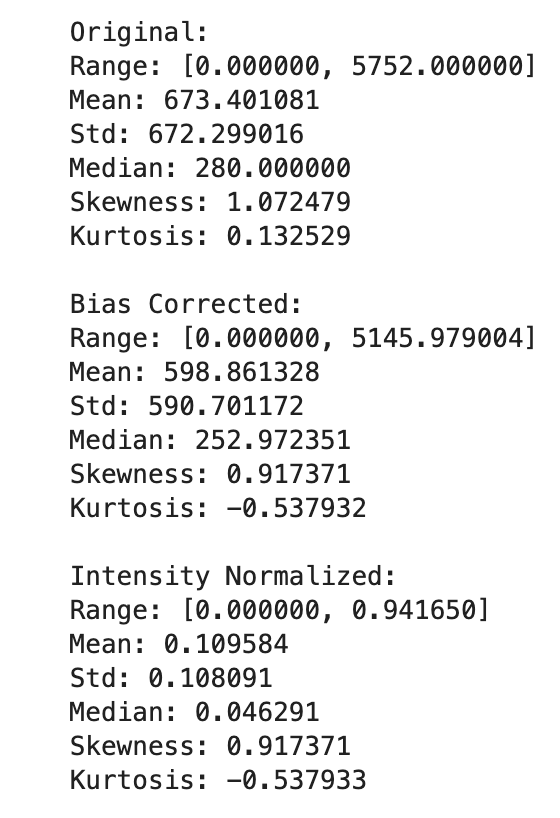 Original:
Range: [0.000000, 5752.000000]
Mean: 673.401081
Std: 672.299016
Median: 280.000000
Skewness: 1.072479
Kurtosis: 0.132529
Bias Corrected:
Range: [0.000000, 5145.979004]
Mean: 598.861328
Std: 590.701172
Median: 252.972351
Skewness: 0.917371
Kurtosis: -0.537932
Intensity Normalized:
Range: [0.000000, 0.941650]
Mean: 0.109584
Std: 0.108091
Median: 0.046291
Skewness: 0.917371
Kurtosis: -0.537933